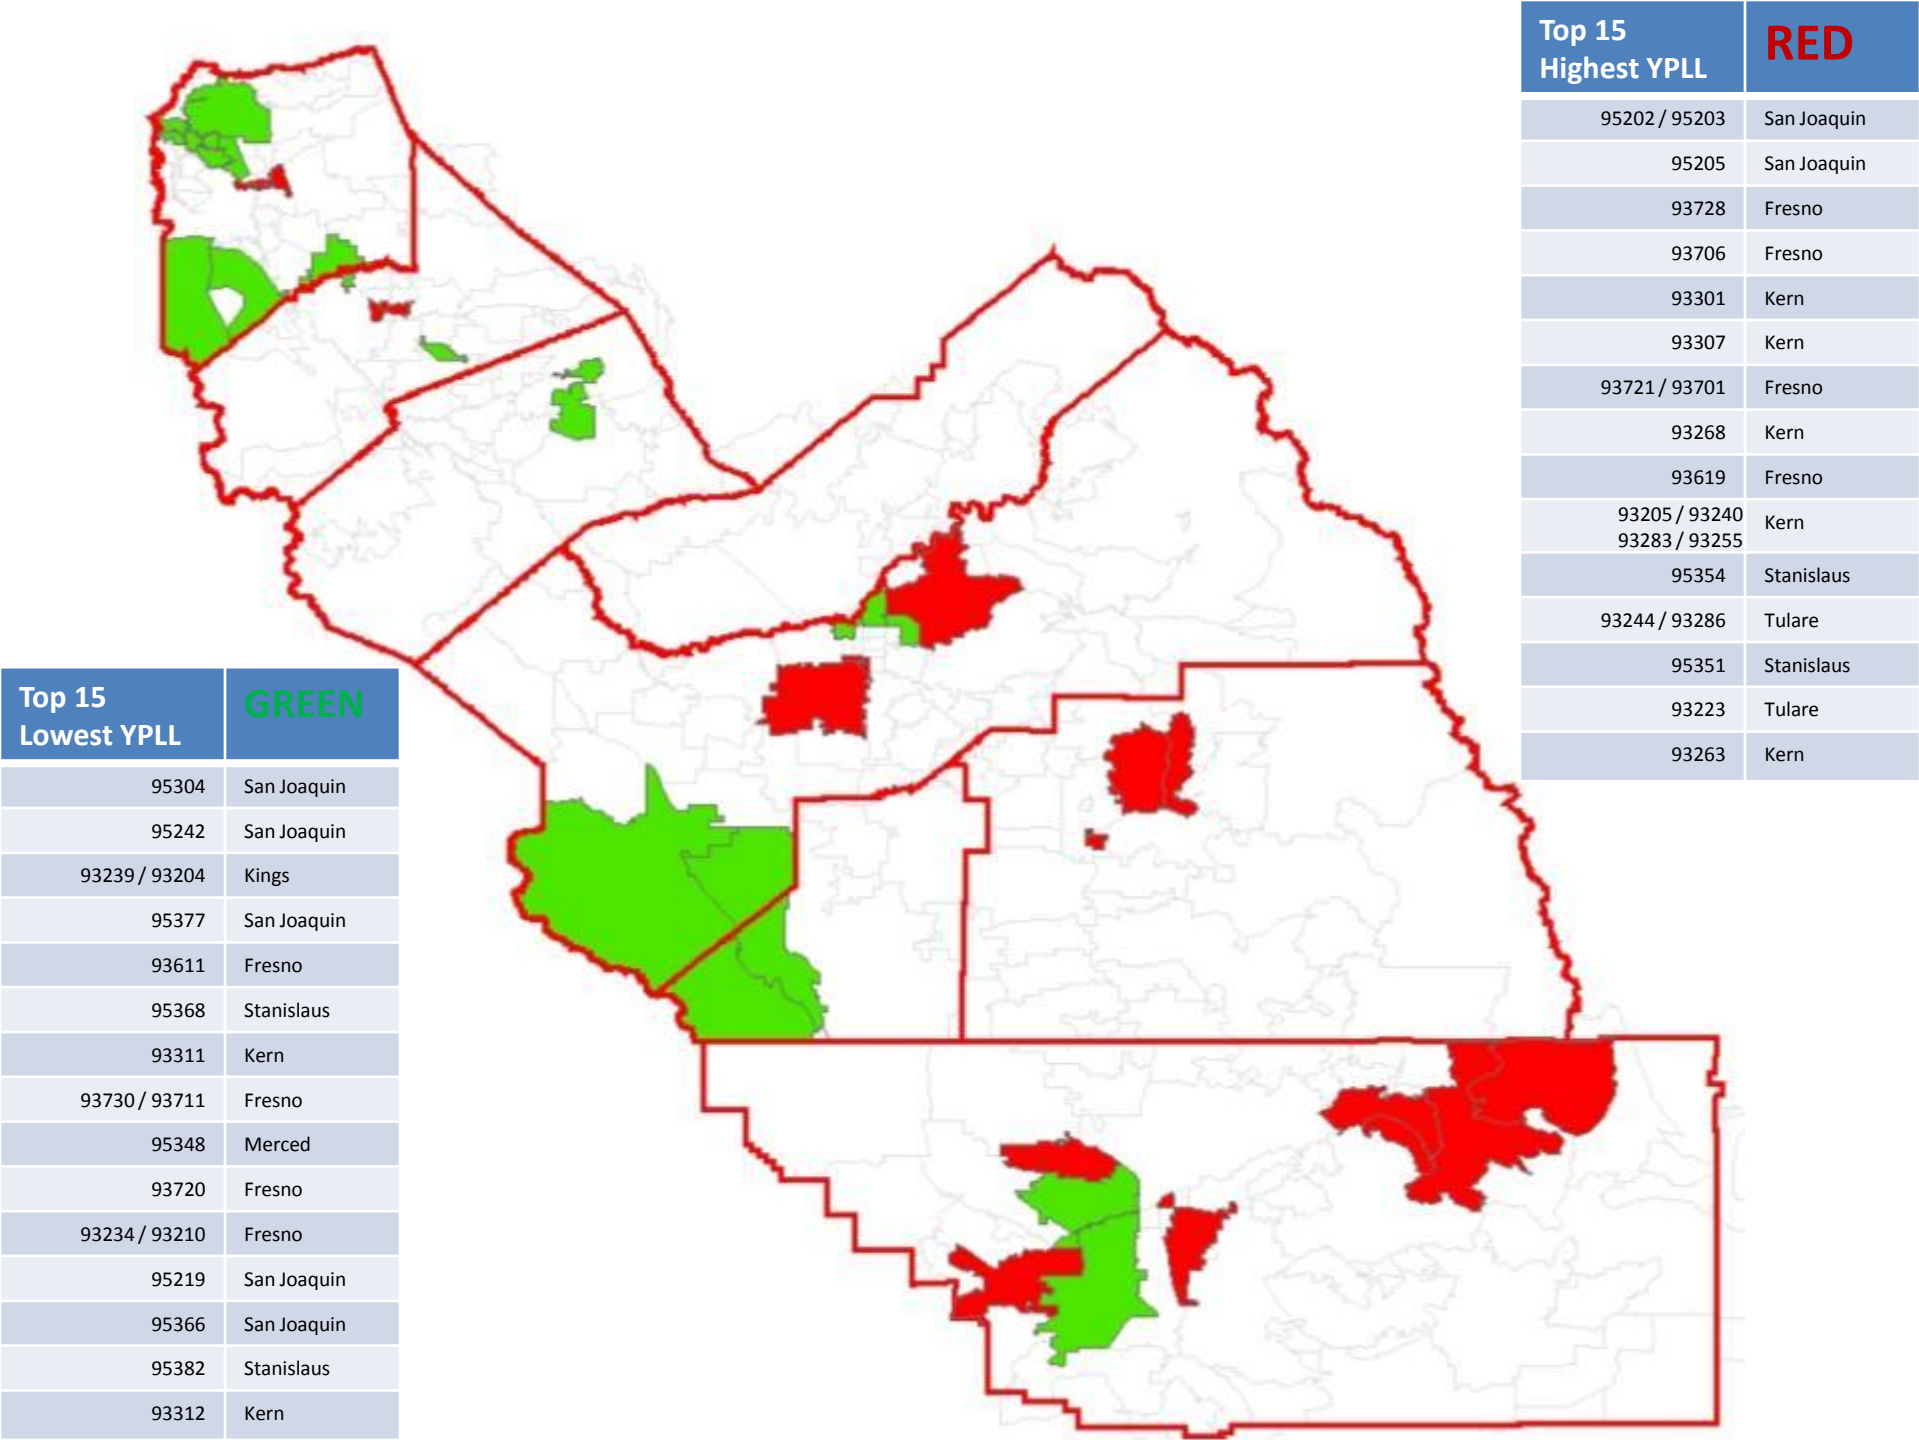 Top 15
Highest YPLL
RED
95202 / 95203 San Joaquin
95205 San Joaquin
93728 Fresno
93706 Fresno
93301 Kern
93307 Kern
93721 / 93701 Fresno
93268 Kern
93619 Fresno
93205 / 93240
93283 / 93255
Kern
95354 Stanislaus
93244 / 93286 Tulare
95351 Stanislaus
93223 Tulare
93263 Kern
Top 15
Lowest YPLL
GREEN
95304 San Joaquin
95242 San Joaquin
93239 / 93204 Kings
95377 San Joaquin
93611 Fresno
95368 Stanislaus
93311 Kern
93730 / 93711 Fresno
95348 Merced
93720 Fresno
93234 / 93210 Fresno
95219 San Joaquin
95366 San Joaquin
95382 Stanislaus
93312 Kern